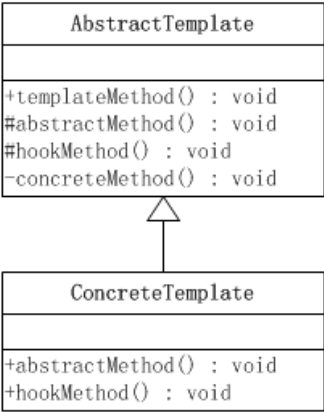 AbstractTemplate
+templateMethod() : void
#abstractMethod() : void
#hookMethod() : void
-concreteMethod() : void
ConcreteTemplate
+abstractMethod() : void
+hookMethod() : void